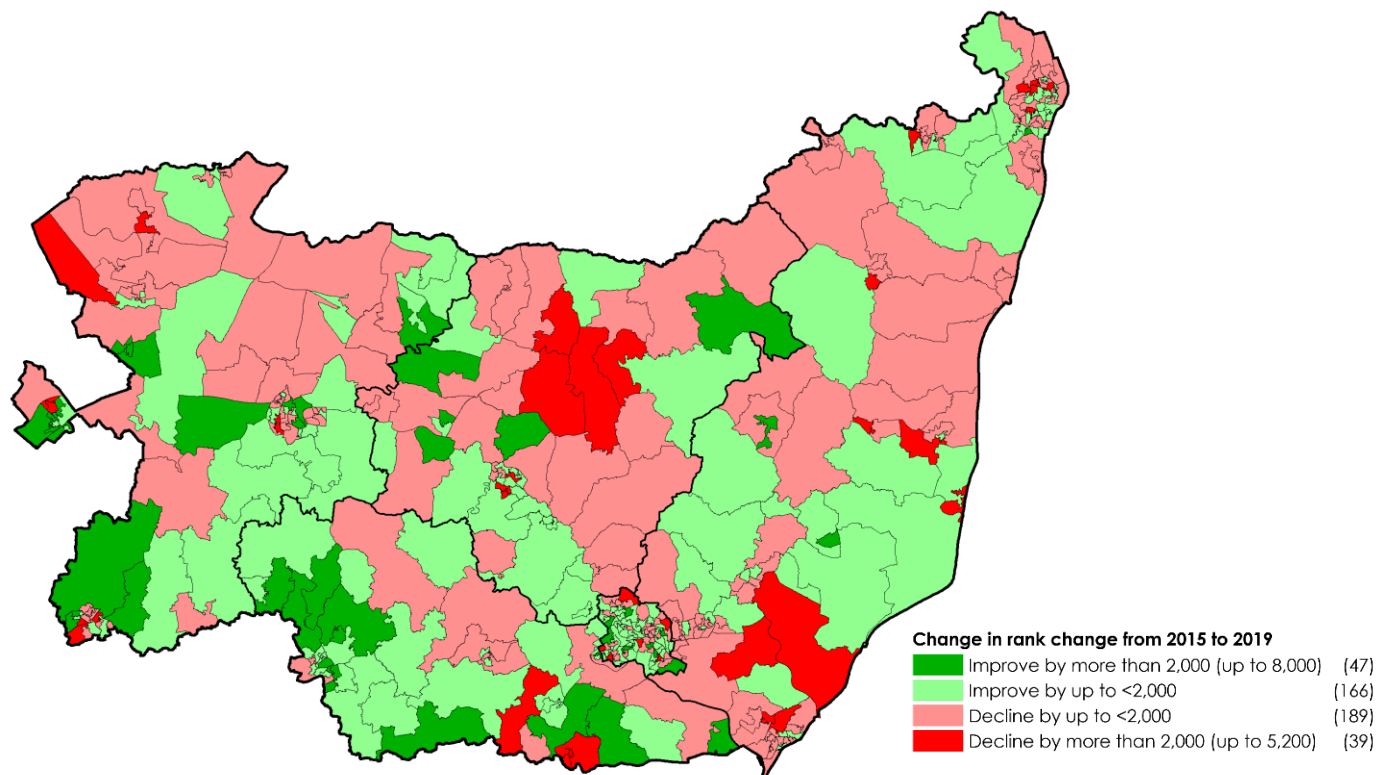 Change in rank change from 2015 to 2019
Improve by more than 2,000 (up to 8,000) (47)
Improve by up to <2,000 (166)
Decline by up to <2,000 (189)
Decline by more than 2,000 (up to 5,200) (39)